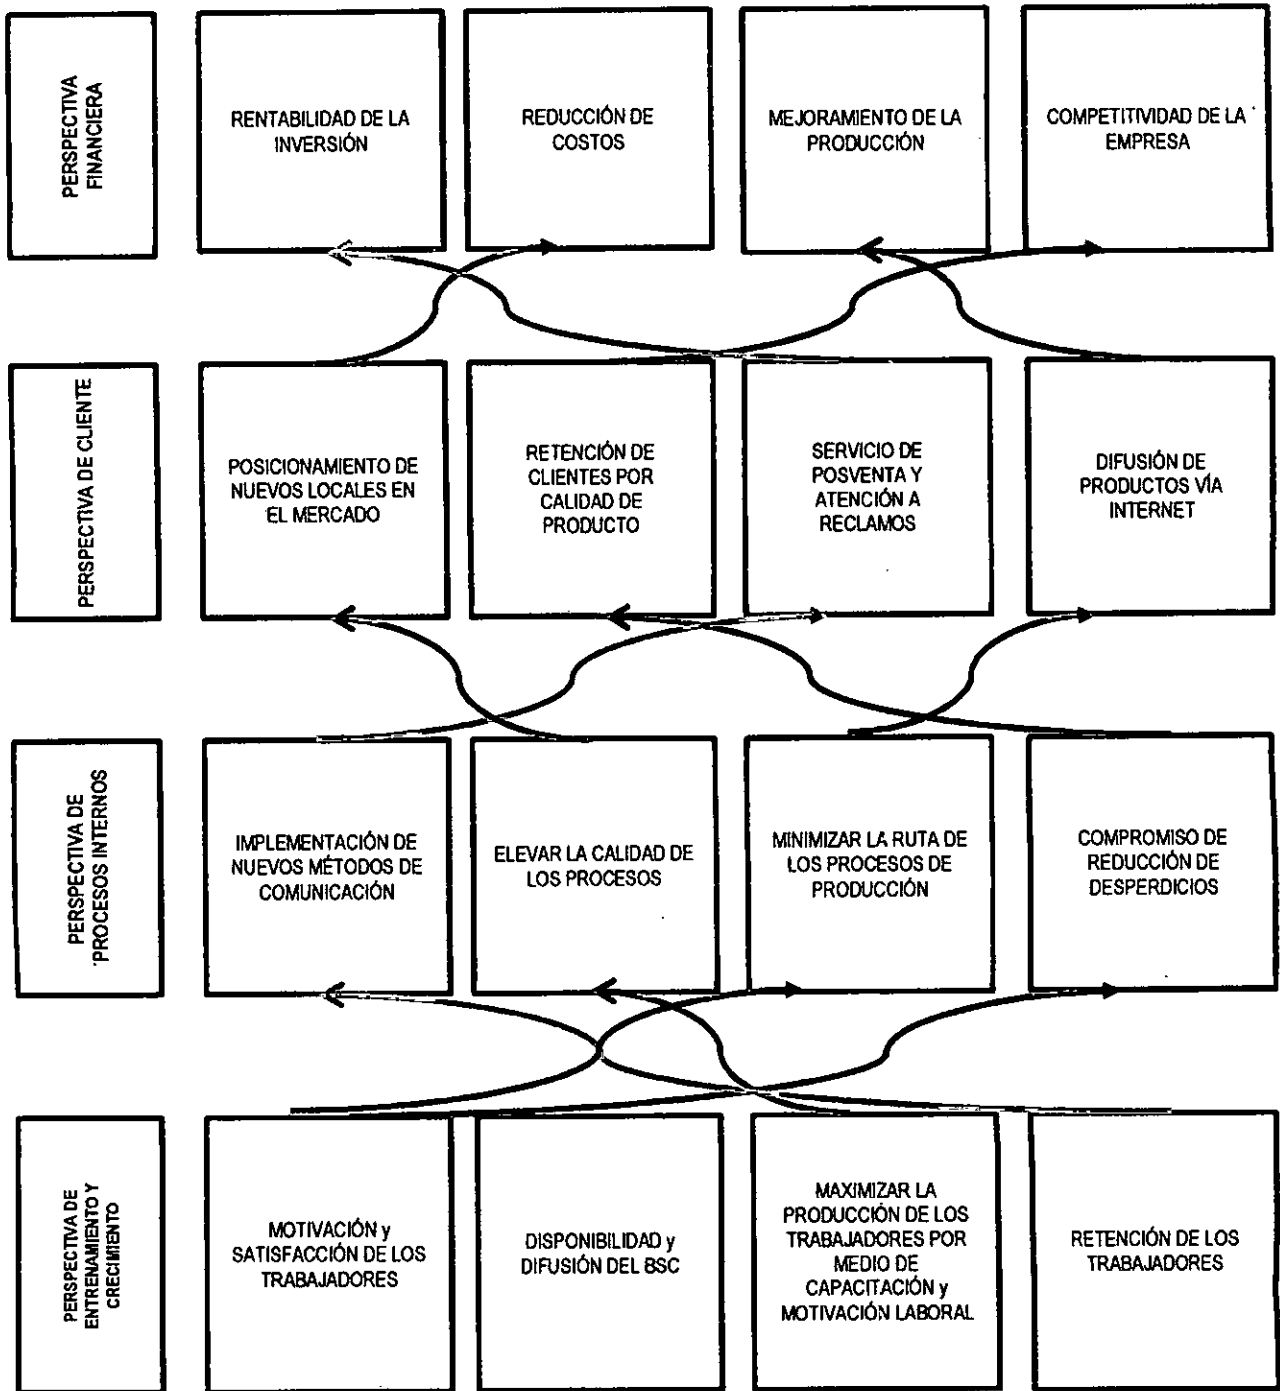 PERSPECTIVA
FINANCIERA
RENTABILIDAD DE LA
INVERSIÓN
REDUCCIÓN DE
COSTOS
MEJORAMIENTO DE LA
PRODUCCIÓN
COMPETITIVIDAD DE LA
EMPRESA
PERSPECTIVA DE CLIENTE
POSICIONAMIENTO DE
NUEVOS LOCALES EN
EL MERCADO
RETENCIÓN DE
CLIENTES POR
CALIDAD DE
PRODUCTO
SERVICIO DE
POSVENTA Y
ATENCIÓN A
RECLAMOS
DIFUSIÓN DE
PRODUCTOS VÍA
INTERNET
PERSPECTIVA DE
PROCESOS INTERNOS
IMPLEMENTACIÓN DE
NUEVOS MÉTODOS DE
COMUNICACIÓN
ELEVAR LA CALIDAD DE
LOS PROCESOS
MINIMIZAR LA RUTA DE
LOS PROCESOS DE
PRODUCCIÓN
COMPROMISO DE
REDUCCIÓN DE
DESPERDICIOS
PERSPECTIVA DE
ENTRENAMIENTO Y
CRECIMIENTO
MOTIVACIÓN y
SATISFACCIÓN DE LOS
TRABAJADORES
DISPONIBILIDAD y
DIFUSIÓN DEL BSC
MAXIMIZAR LA
PRODUCCIÓN DE LOS
TRABAJADORES POR
MEDIO DE
CAPACITACIÓN y
MOTIVACIÓN LABORAL
RETENCIÓN DE LOS
TRABAJADORES